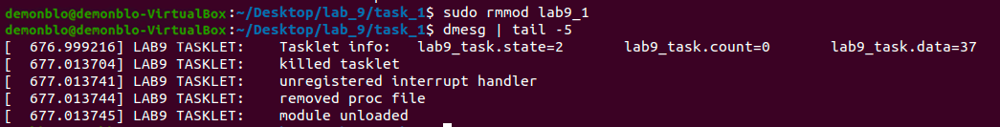 demonblo@demonblo-VirtualBox:~/Desktop/lab_9/task_1$ sudo rmmod lab9_1
demonblo@demonblo-VirtualBox:~/Desktop/lab_9/task_1$ dmesg | tail -5
[  676.999216] LAB9 TASKLET:    Tasklet info:   lab9_task.state=2       lab9_task.count=0       lab9_task.data=37
[  677.013704] LAB9 TASKLET:    killed tasklet
[  677.013741] LAB9 TASKLET:    unregistered interrupt handler
[  677.013744] LAB9 TASKLET:    removed proc file
[  677.013745] LAB9 TASKLET:    module unloaded